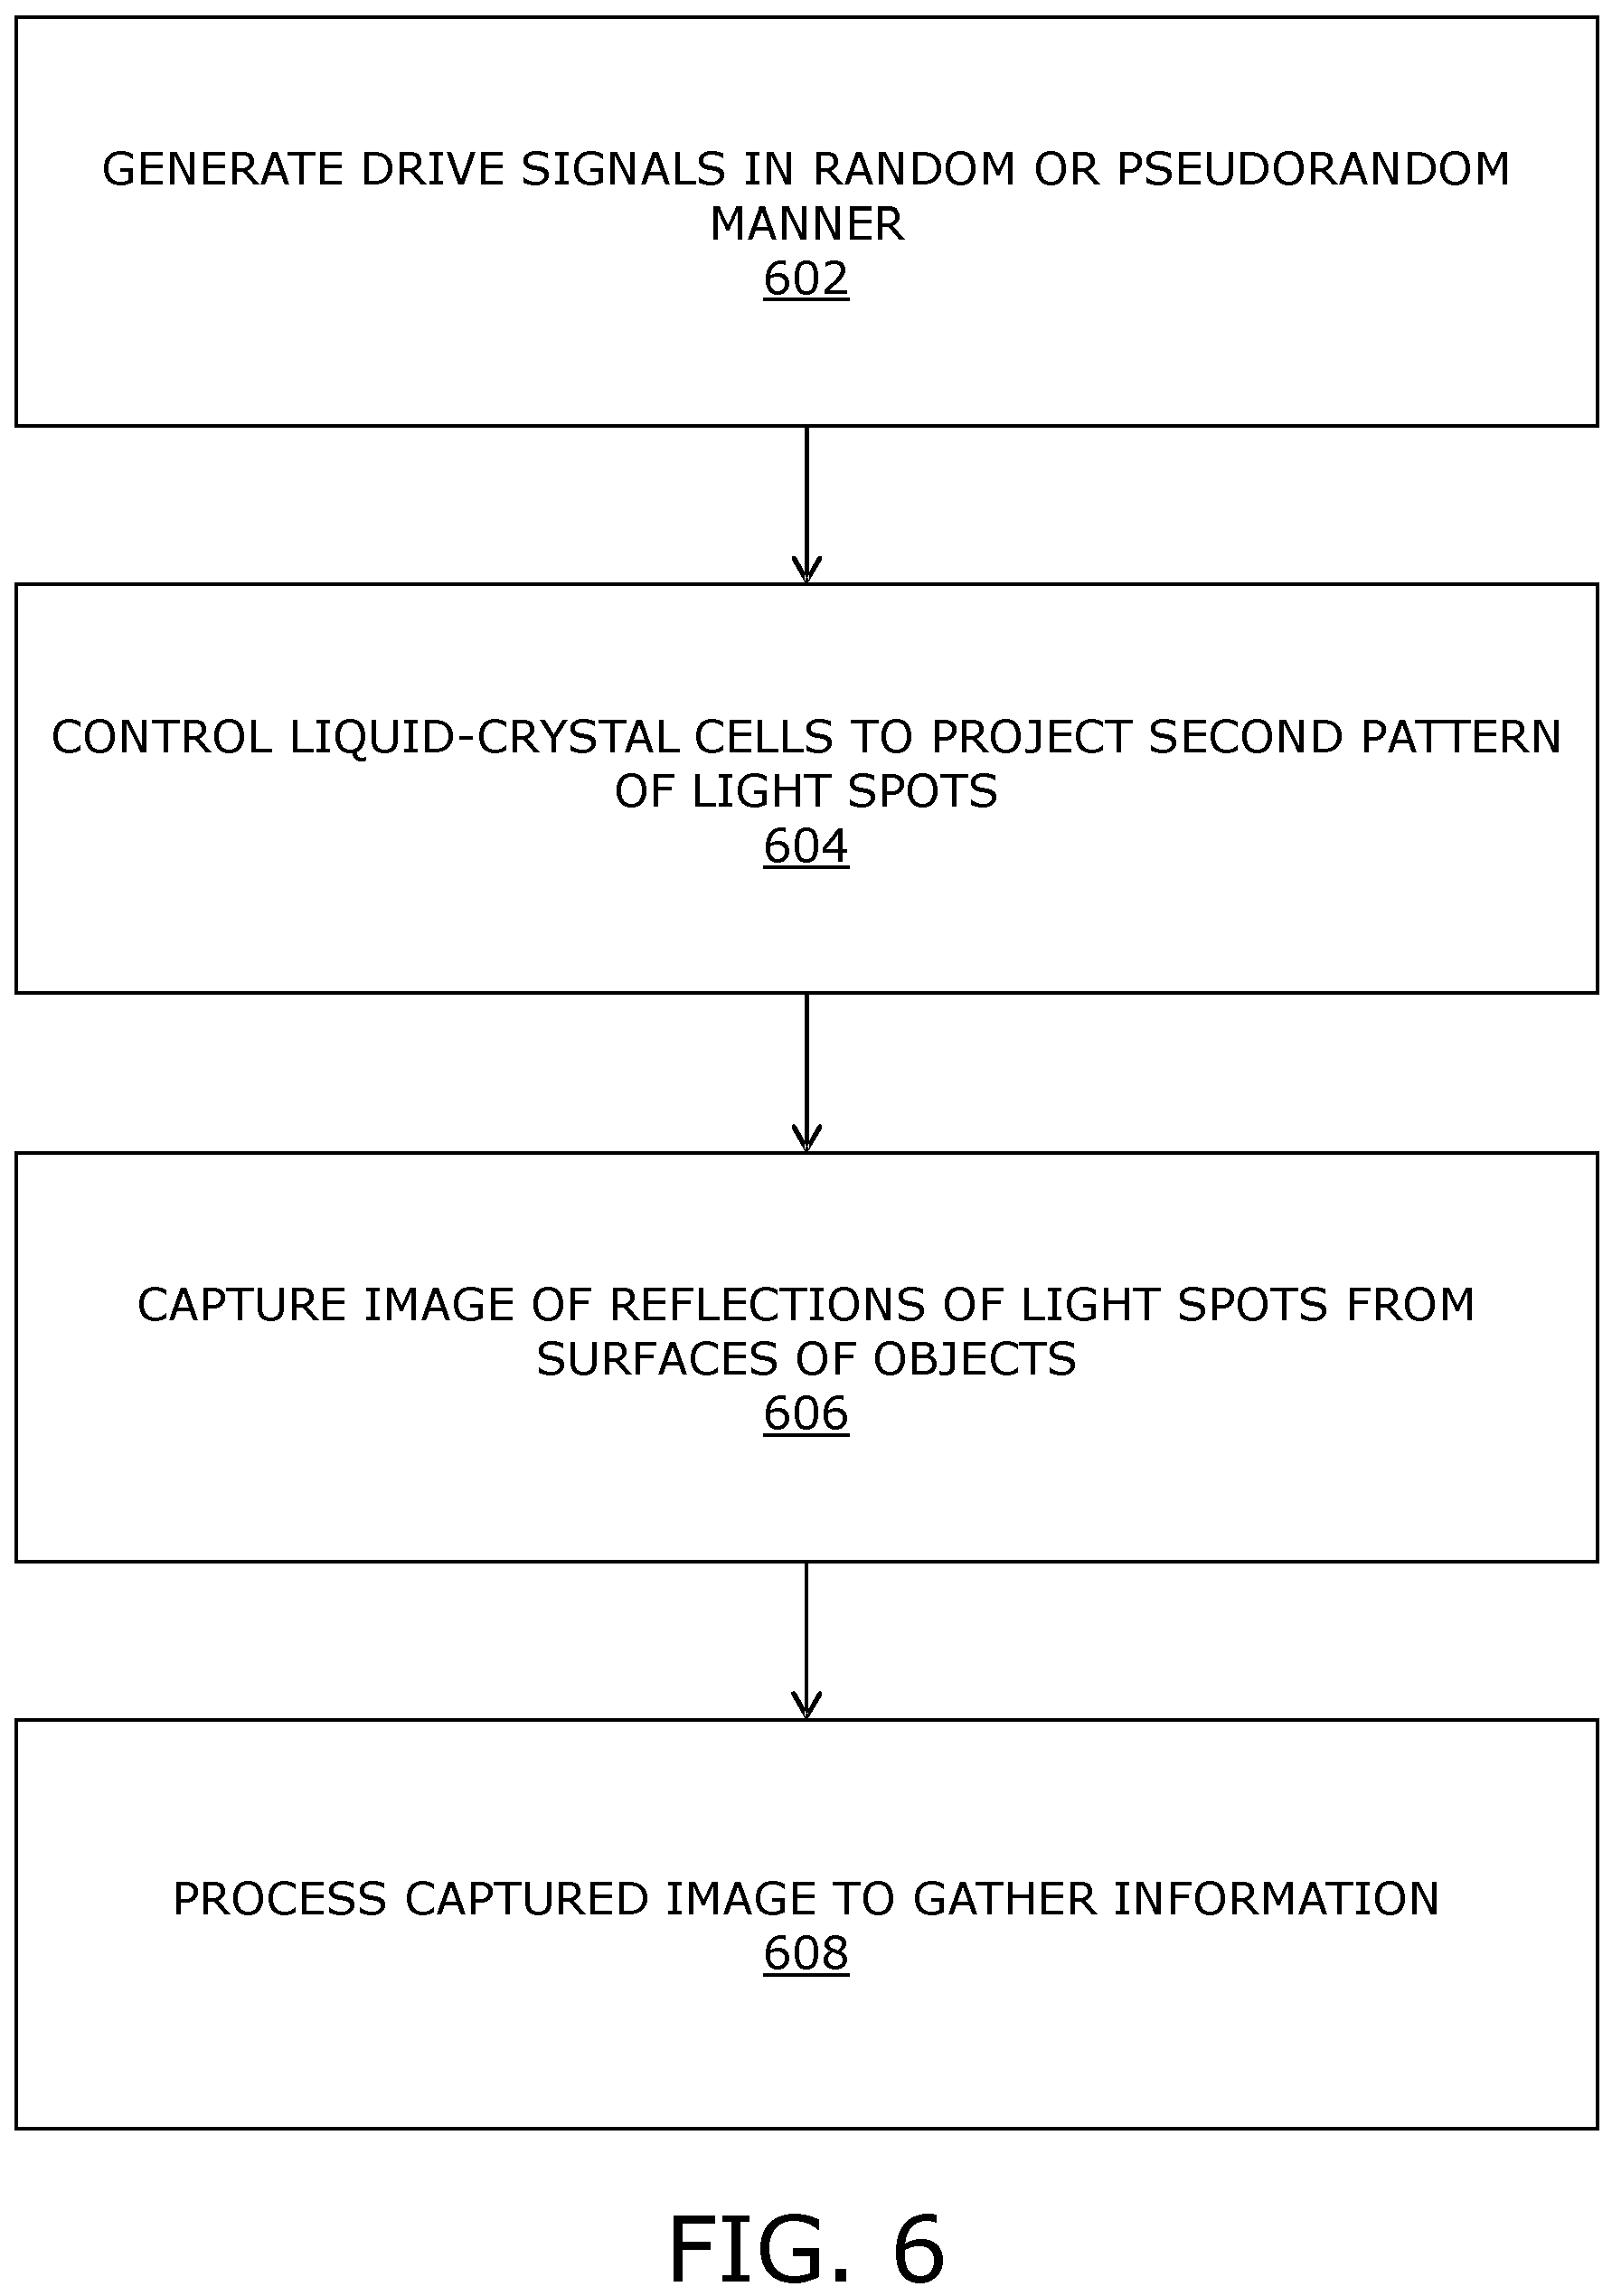 GENERATE DRIVE SIGNALS IN RANDOM OR PSEUDORANDOM
MANNER
602
CONTROL LIQUID-CRYSTAL CELLS TO PROJECT SECOND PATTERN
OF LIGHT SPOTS
604
CAPTURE IMAGE OF REFLECTIONS OF LIGHT SPOTS FROM
SURFACES OF OBJECTS
606
PROCESS CAPTURED IMAGE TO GATHER INFORMATION
608
FIG. 6